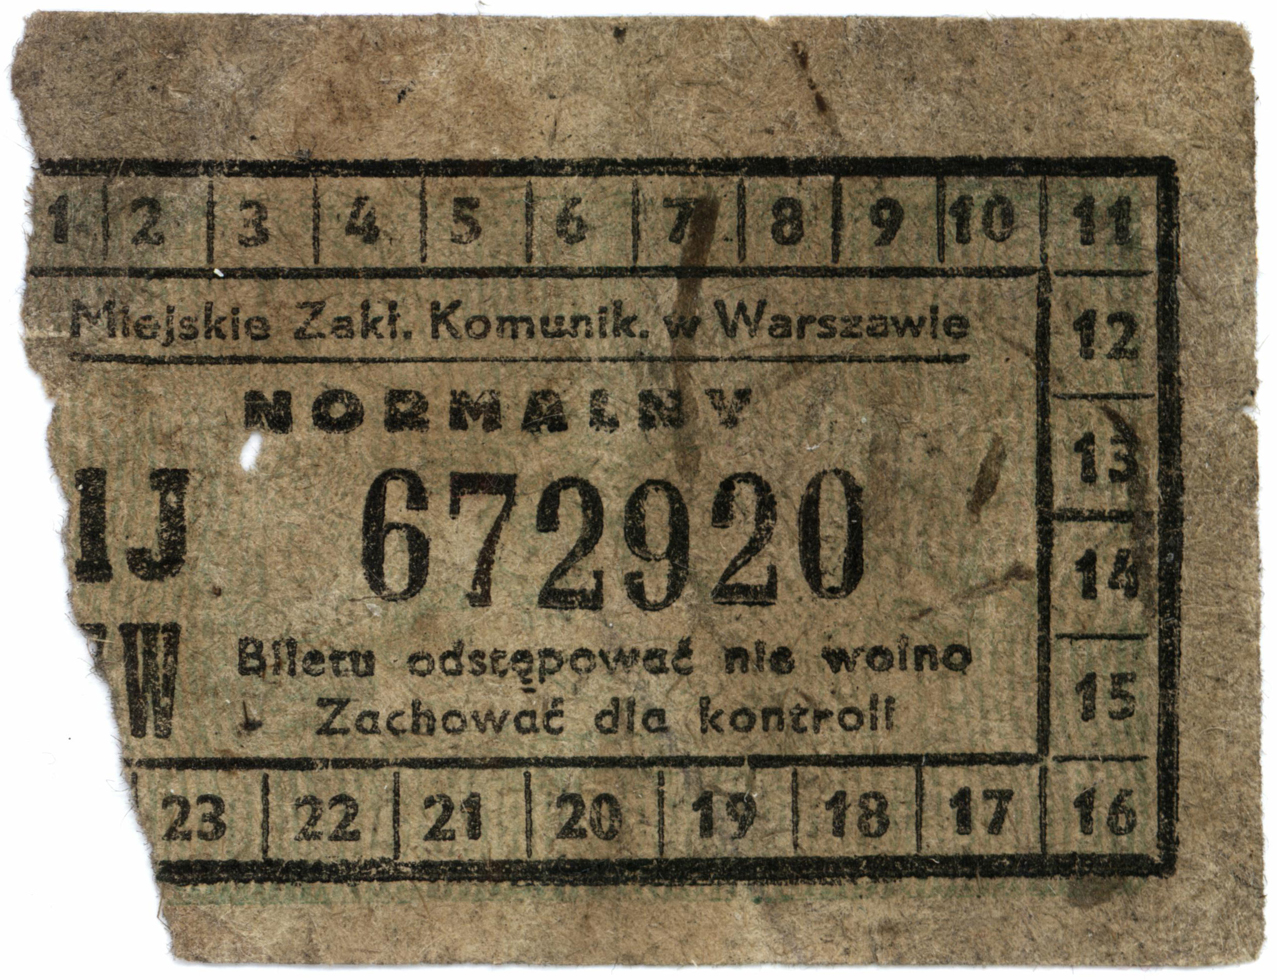 1 2 3 4 5 6 7 8 9 10 11
Miejskie Zakł. Komunik. w Warszawie
12
NORMALNY
13
1J 672920
14
W
Biletu odstępować nie wolno
15
Zachować dla kontroli
23 22 21 20 19 18 17 16